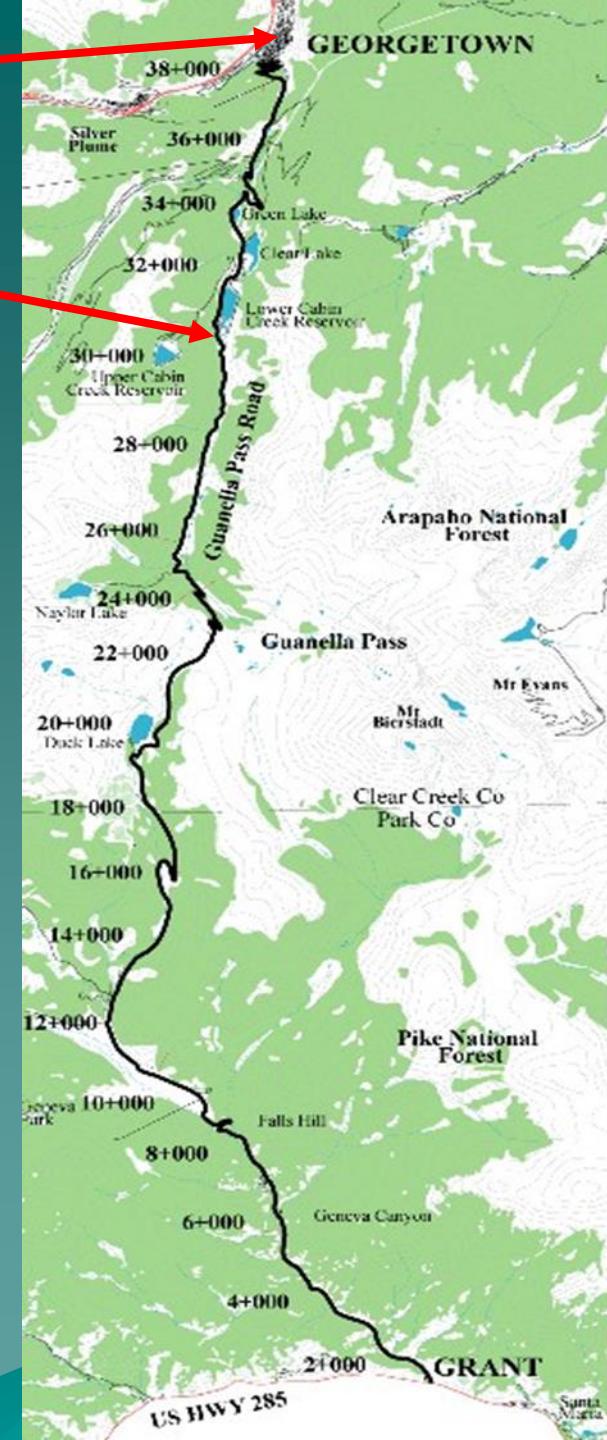 GEORGETOWN
38+000
Silver
Plume
36+000
34+000
Green Lake
Clear Lake
32+000
Lower Cabin
Creek Reservoir
30+000
Upper Cabin
Creek Reservoir
Guanella Pass Road
28+000
26+000
Arapaho National
Forest
24+000
Naylor Lake
Guanella Pass
22+000
Mt Evans
Mt
Bierstadt
20+000
Duck Lake
Clear Creek Co
Park Co
18+000
16+000
14+000
12+000
Pike National
Forest
10+000
Falls Hill
8+000
Geneva Canyon
6+000
4+000
2+000
GRANT
US HWY 285
Santa
Maria